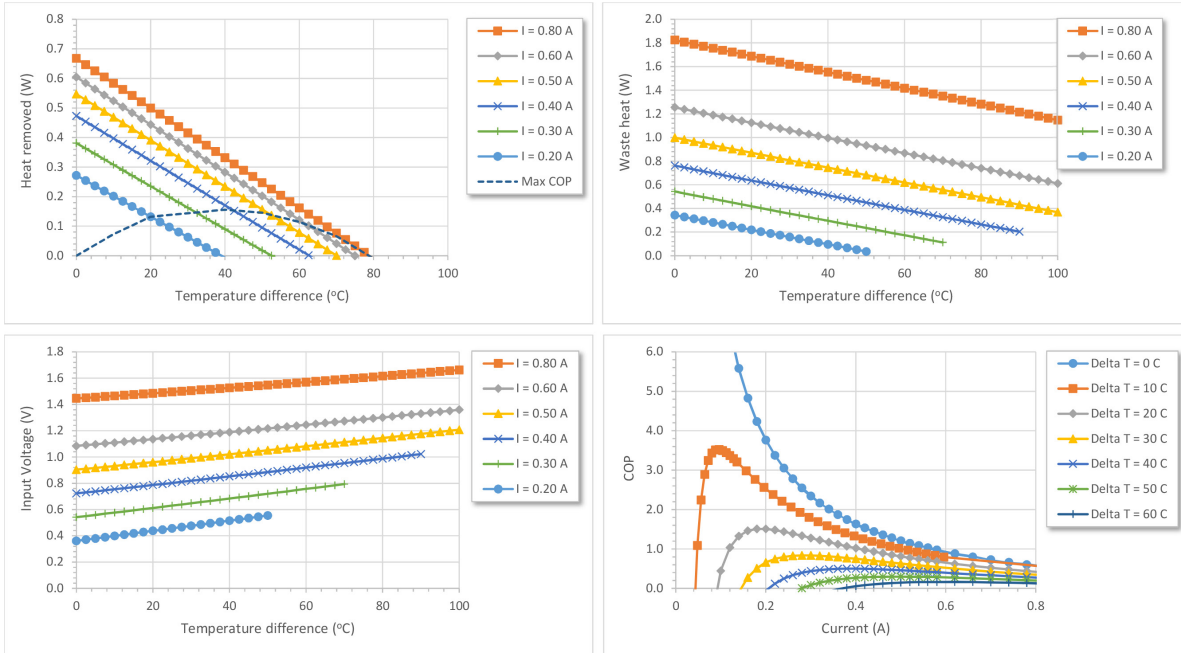 0.8
0.7
0.6
0.5
0.4
0.3
0.2
0.1
0.0
0 20 40 60 80 100
Heat removed (W)
Temperature difference (°C)
I = 0.80 A
I = 0.60 A
I = 0.50 A
I = 0.40 A
I = 0.30 A
I = 0.20 A
Max COP
2.0
1.8
1.6
1.4
1.2
1.0
0.8
0.6
0.4
0.2
0.0
0 20 40 60 80 100
Waste heat (W)
Temperature difference (°C)
I = 0.80 A
I = 0.60 A
I = 0.50 A
I = 0.40 A
I = 0.30 A
I = 0.20 A
1.8
1.6
1.4
1.2
1.0
0.8
0.6
0.4
0.2
0.0
0 20 40 60 80 100
Input Voltage (V)
Temperature difference (°C)
I = 0.80 A
I = 0.60 A
I = 0.50 A
I = 0.40 A
I = 0.30 A
I = 0.20 A
6.0
5.0
4.0
3.0
2.0
1.0
0.0
0 0.2 0.4 0.6 0.8
COP
Current (A)
Delta T = 0 C
Delta T = 10 C
Delta T = 20 C
Delta T = 30 C
Delta T = 40 C
Delta T = 50 C
Delta T = 60 C